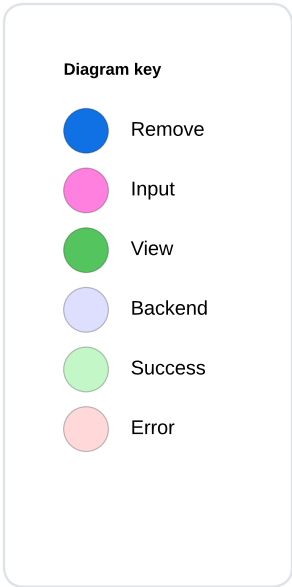 Diagram key
Remove
Input
View
Backend
Success
Error